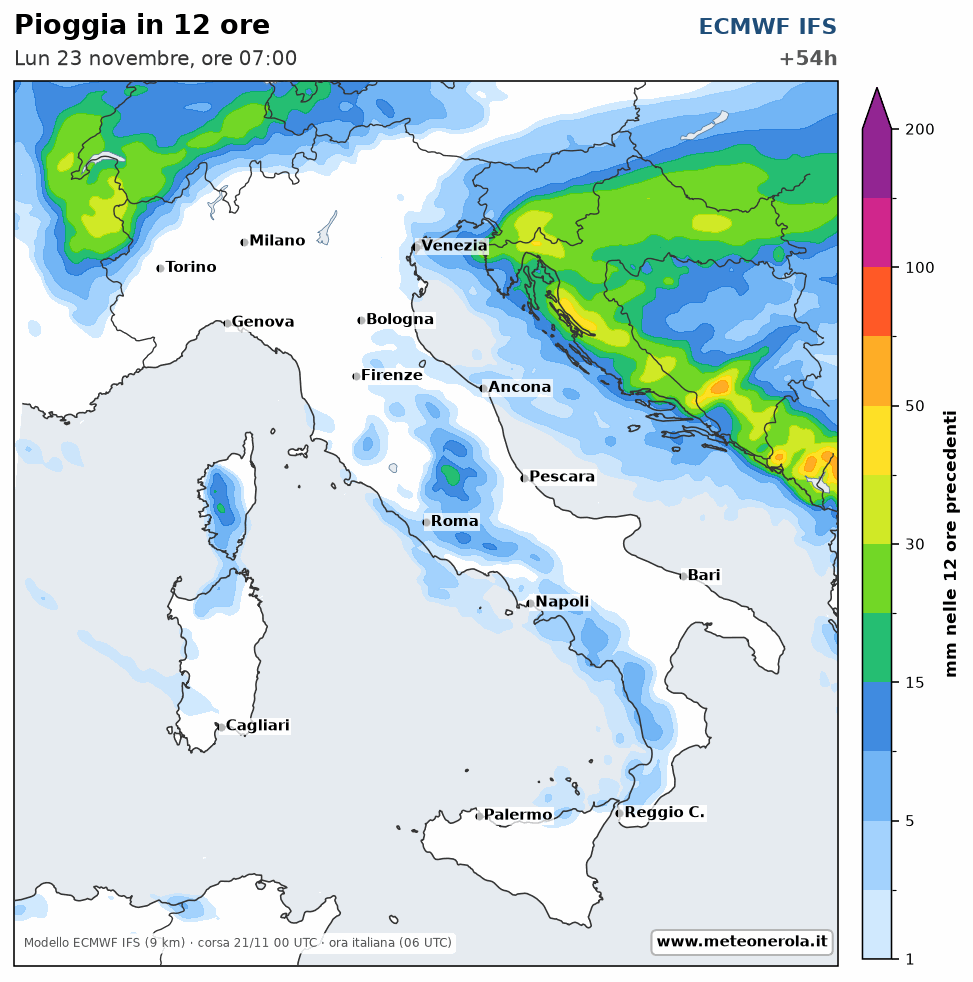 Pioggia in 12 ore
ECMWF IFS
Lun 23 novembre, ore 07:00
+54h
Milano
Venezia
Torino
Genova
Bologna
Firenze
Ancona
Pescara
Roma
Bari
Napoli
Cagliari
Palermo
Reggio C.
200
100
50
30
15
5
1
mm nelle 12 ore precedenti
Modello ECMWF IFS (9 km) · corsa 21/11 00 UTC · ora italiana (06 UTC)
www.meteonerola.it